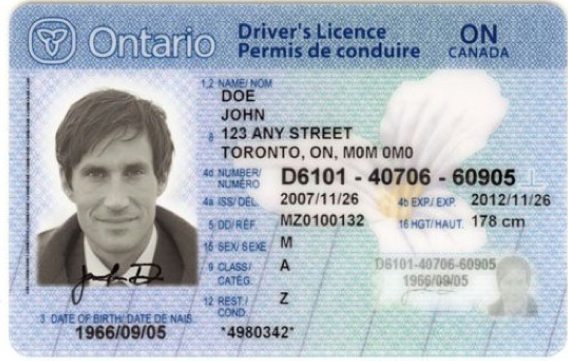 Ontario
Driver's Licence
Permis de conduire
ON
CANADA
1,2 NAME/NOM
DOE
JOHN
8 123 ANY STREET
TORONTO, ON, M0M 0M0
4d NUMBER/ NUMÉRO D6101 - 40706 - 60905
4a ISS/DÉL. 2007/11/26 4b EXP./EXP. 2012/11/26
5 DD/RÉF. MZ0100132 16 HGT/HAUT. 178 cm
15 SEX/SEXE M
9 CLASS/ CATÉG. A
D6101-40706-60905
1966/09/05
12 REST./ COND. Z
3 DATE OF BIRTH/DATE DE NAIS.
1966/09/05
*4980342*